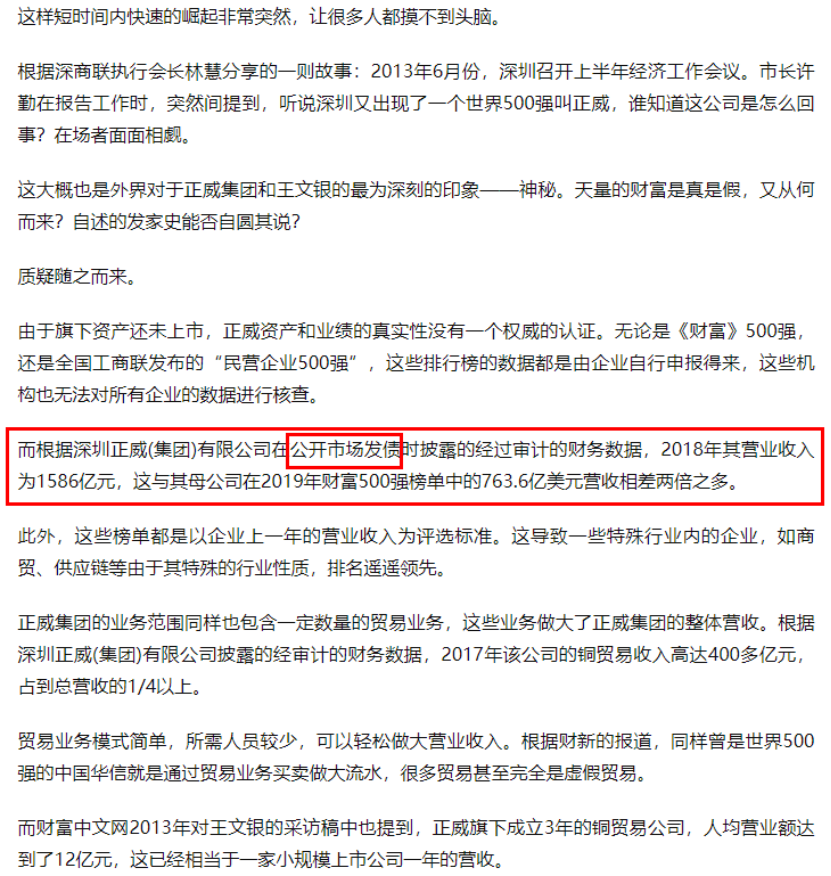 这样短时间内快速的崛起非常突然，让很多人都摸不到头脑。
根据深商联执行会长林慧分享的一则故事：2013年6月份，深圳召开上半年经济工作会议。市长许
勤在报告工作时，突然间提到，听说深圳又出现了一个世界500强叫正威，谁知道这公司是怎么回
事？在场者面面相觑。
这大概也是外界对于正威集团和王文银的最为深刻的印象——神秘。天量的财富是真是假，又从何
而来？自述的发家史能否自圆其说？
质疑随之而来。
由于旗下资产还未上市，正威资产和业绩的真实性没有一个权威的认证。无论是《财富》500强，
还是全国工商联发布的“民营企业500强”，这些排行榜的数据都是由企业自行申报得来，这些机
构也无法对所有企业的数据进行核查。
而根据深圳正威(集团)有限公司在公开市场发债时披露的经过审计的财务数据，2018年其营业收入
为1586亿元，这与其母公司在2019年财富500强榜单中的763.6亿美元营收相差两倍之多。
此外，这些榜单都是以企业上一年的营业收入为评选标准。这导致一些特殊行业内的企业，如商
贸、供应链等由于其特殊的行业性质，排名遥遥领先。
正威集团的业务范围同样也包含一定数量的贸易业务，这些业务做大了正威集团的整体营收。根据
深圳正威(集团)有限公司披露的经审计的财务数据，2017年该公司的铜贸易收入高达400多亿元，
占到总营收的1/4以上。
贸易业务模式简单，所需人员较少，可以轻松做大营业收入。根据财新的报道，同样曾是世界500
强的中国华信就是通过贸易业务买卖做大流水，很多贸易甚至完全是虚假贸易。
而财富中文网2013年对王文银的采访稿中也提到，正威旗下成立3年的铜贸易公司，人均营业额达
到了12亿元，这已经相当于一家小规模上市公司一年的营收。